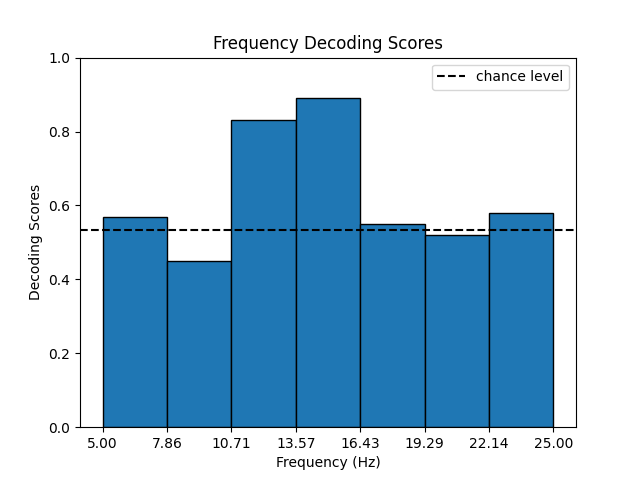 Frequency Decoding Scores
chance level
1.0
0.8
0.6
0.4
0.2
0.0
Decoding Scores
5.00 7.86 10.71 13.57 16.43 19.29 22.14 25.00
Frequency (Hz)